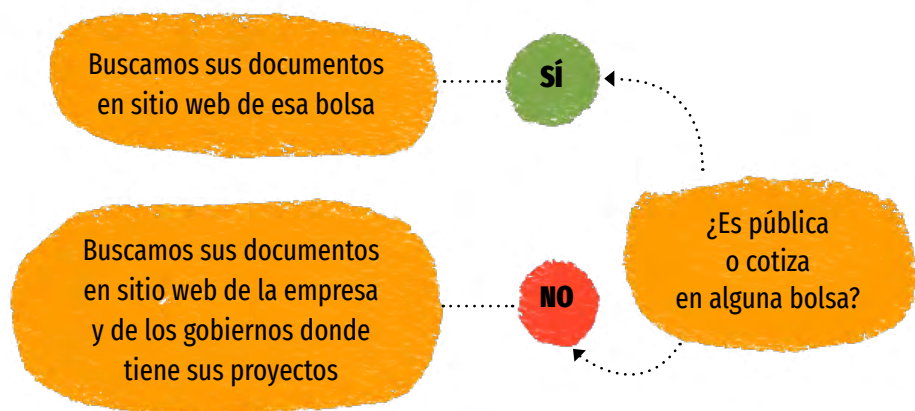 Buscamos sus documentos
en sitio web de esa bolsa
SÍ
¿Es pública
o cotiza
en alguna bolsa?
Buscamos sus documentos
en sitio web de la empresa
y de los gobiernos donde
tiene sus proyectos
NO